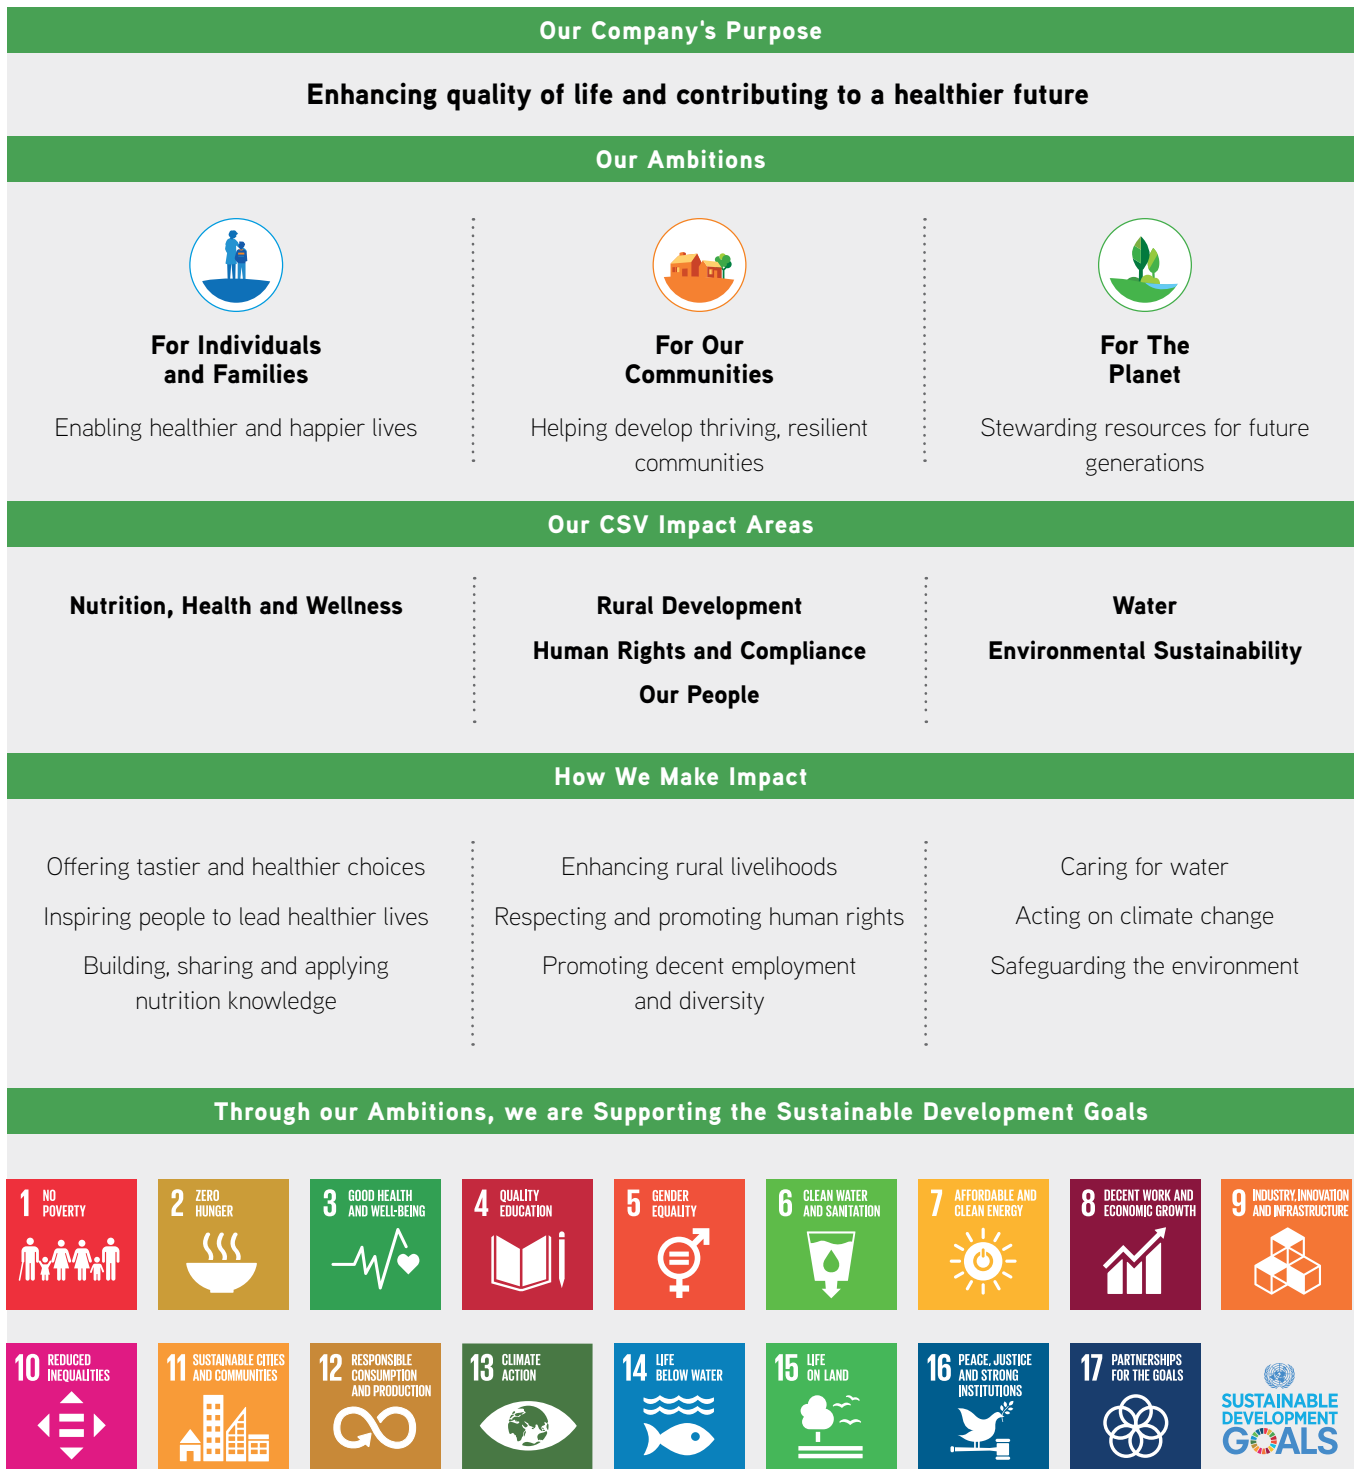 Our Company's Purpose
Enhancing quality of life and contributing to a healthier future
Our Ambitions
For Individuals
and Families
Enabling healthier and happier lives
For Our
Communities
Helping develop thriving, resilient
communities
For The
Planet
Stewarding resources for future
generations
Our CSV Impact Areas
Nutrition, Health and Wellness
Rural Development
Human Rights and Compliance
Our People
Water
Environmental Sustainability
How We Make Impact
Offering tastier and healthier choices
Inspiring people to lead healthier lives
Building, sharing and applying
nutrition knowledge
Enhancing rural livelihoods
Respecting and promoting human rights
Promoting decent employment
and diversity
Caring for water
Acting on climate change
Safeguarding the environment
Through our Ambitions, we are Supporting the Sustainable Development Goals
1 NO
POVERTY
2 ZERO
HUNGER
3 GOOD HEALTH
AND WELL-BEING
4 QUALITY
EDUCATION
5 GENDER
EQUALITY
6 CLEAN WATER
AND SANITATION
7 AFFORDABLE AND
CLEAN ENERGY
8 DECENT WORK AND
ECONOMIC GROWTH
9 INDUSTRY, INNOVATION
AND INFRASTRUCTURE
10 REDUCED
INEQUALITIES
11 SUSTAINABLE CITIES
AND COMMUNITIES
12 RESPONSIBLE
CONSUMPTION
AND PRODUCTION
13 CLIMATE
ACTION
14 LIFE
BELOW WATER
15 LIFE
ON LAND
16 PEACE, JUSTICE
AND STRONG
INSTITUTIONS
17 PARTNERSHIPS
FOR THE GOALS
SUSTAINABLE
DEVELOPMENT
GOALS